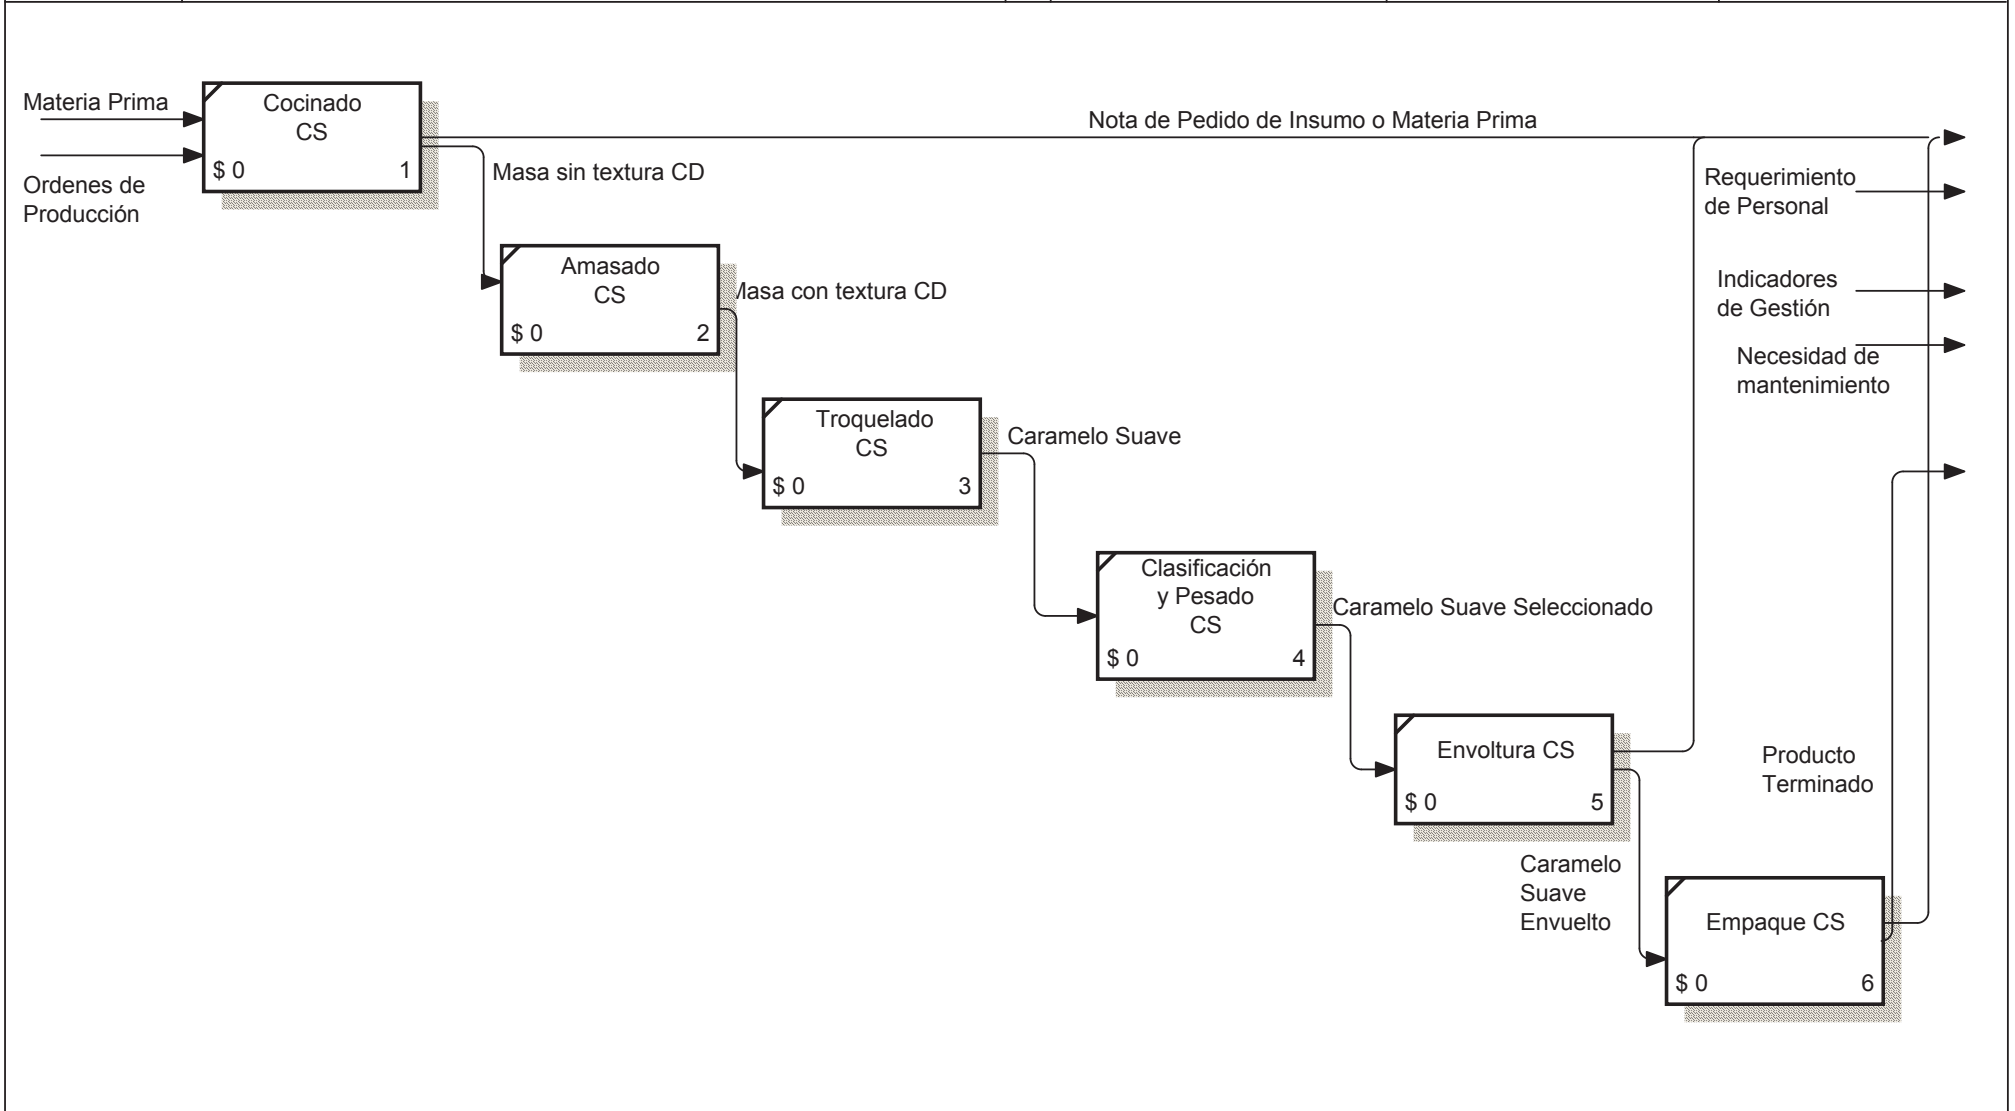 Materia Prima
Ordenes de
Producción
Cocinado
CS
$ 0 1
Nota de Pedido de Insumo o Materia Prima
Masa sin textura CD
Requerimiento
de Personal
Amasado
CS
$ 0 2
Masa con textura CD
Indicadores
de Gestión
Necesidad de
mantenimiento
Troquelado
CS
$ 0 3
Caramelo Suave
Clasificación
y Pesado
CS
$ 0 4
Caramelo Suave Seleccionado
Envoltura CS
$ 0 5
Producto
Terminado
Caramelo
Suave
Envuelto
Empaque CS
$ 0 6